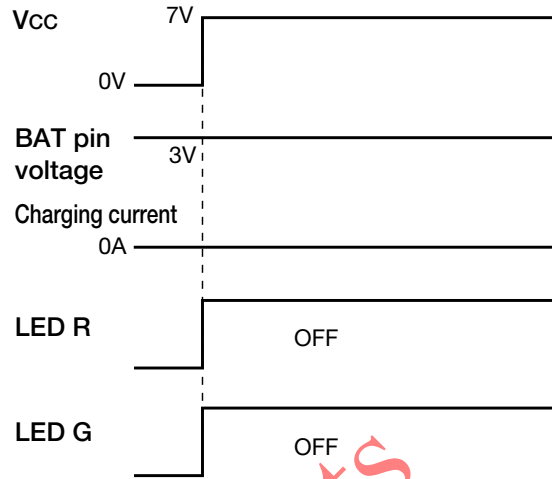 Vcc
7V
0V
BAT pin
voltage
3V
Charging current
0A
LED R
OFF
LED G
OFF